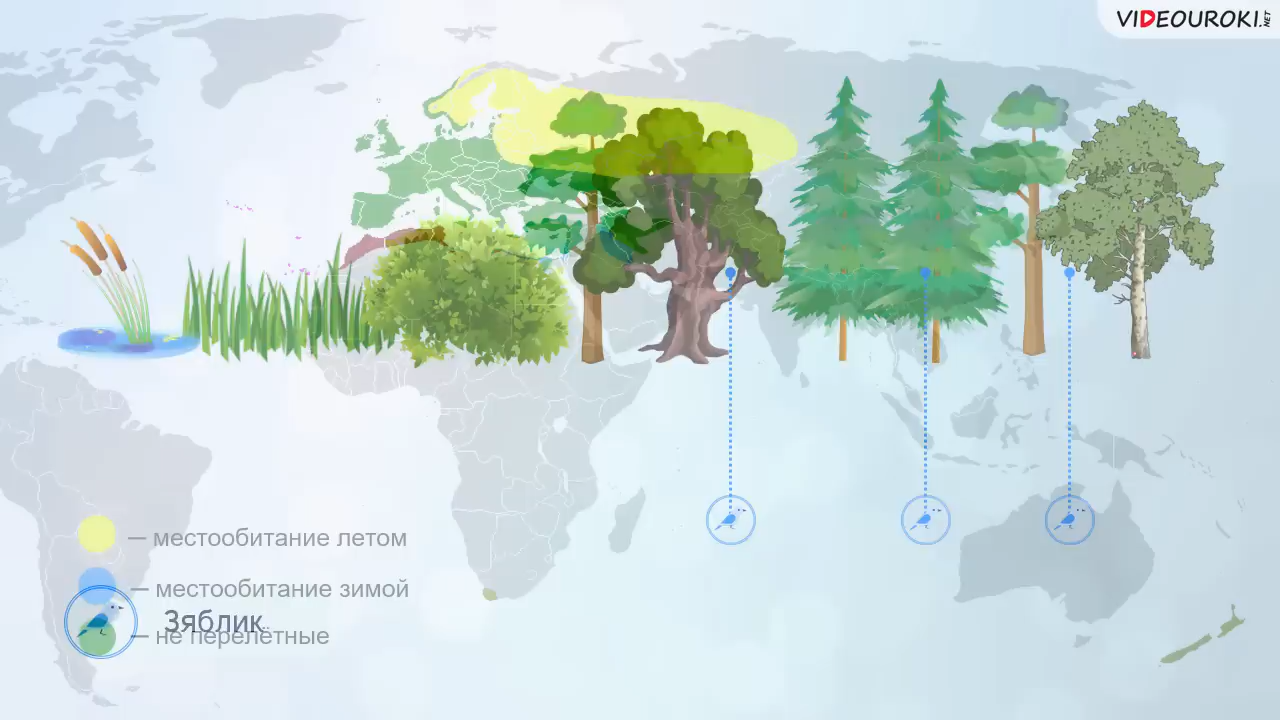 VIDEOUROKI.NET
— местообитание летом
— местообитание зимой
Зяблик
— не перелётные